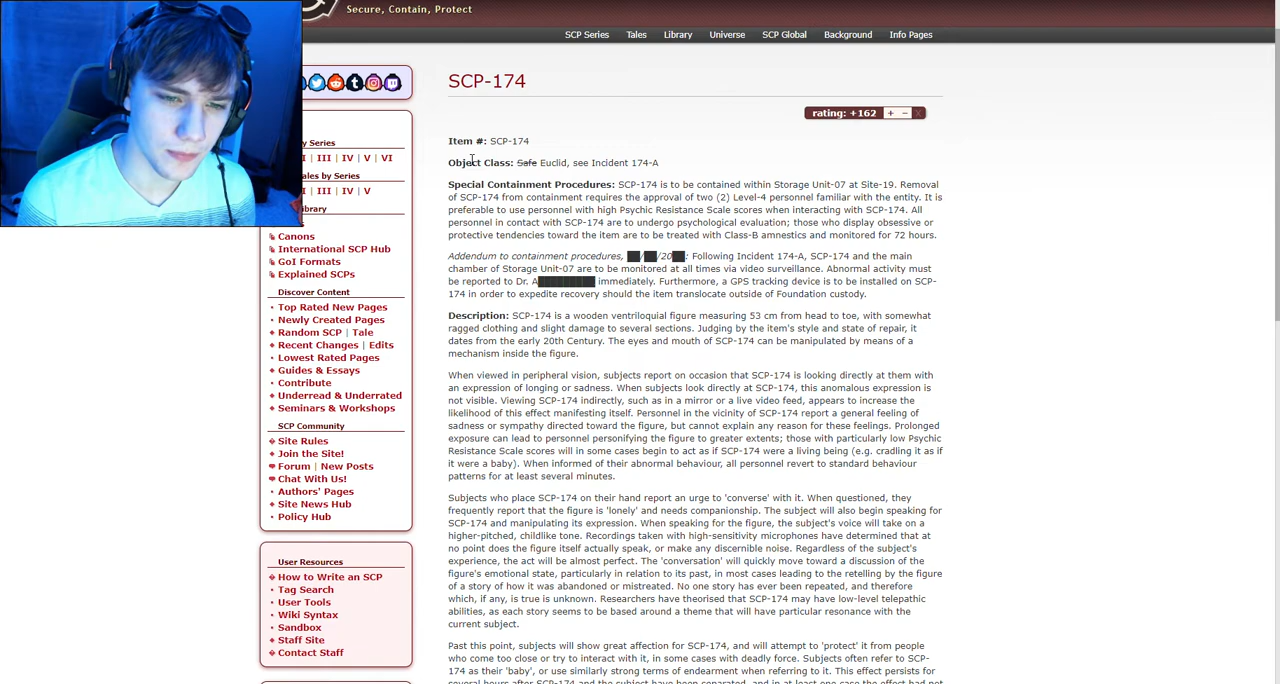 Secure, Contain, Protect
SCP Series Tales Library Universe SCP Global Background Info Pages
SCP-174
rating: +162 + – X
Item #: SCP-174
Object Class: Safe Euclid, see Incident 174-A
Special Containment Procedures: SCP-174 is to be contained within Storage Unit-07 at Site-19. Removal
of SCP-174 from containment requires the approval of two (2) Level-4 personnel familiar with the entity. It is
preferable to use personnel with high Psychic Resistance Scale scores when interacting with SCP-174. All
personnel in contact with SCP-174 are to undergo psychological evaluation; those who display obsessive or
protective tendencies toward the item are to be treated with Class-B amnestics and monitored for 72 hours.
Addendum to containment procedures, ██/██/20██: Following Incident 174-A, SCP-174 and the main
chamber of Storage Unit-07 are to be monitored at all times via video surveillance. Abnormal activity must
be reported to Dr. A█████████ immediately. Furthermore, a GPS tracking device is to be installed on SCP-
174 in order to expedite recovery should the item translocate outside of Foundation custody.
Description: SCP-174 is a wooden ventriloquial figure measuring 53 cm from head to toe, with somewhat
ragged clothing and slight damage to several sections. Judging by the item's style and state of repair, it
dates from the early 20th Century. The eyes and mouth of SCP-174 can be manipulated by means of a
mechanism inside the figure.
When viewed in peripheral vision, subjects report on occasion that SCP-174 is looking directly at them with
an expression of longing or sadness. When subjects look directly at SCP-174, this anomalous expression is
not visible. Viewing SCP-174 indirectly, such as in a mirror or a live video feed, appears to increase the
likelihood of this effect manifesting itself. Personnel in the vicinity of SCP-174 report a general feeling of
sadness or sympathy directed toward the figure, but cannot explain any reason for these feelings. Prolonged
exposure can lead to personnel personifying the figure to greater extents; those with particularly low Psychic
Resistance Scale scores will in some cases begin to act as if SCP-174 were a living being (e.g. cradling it as if
it were a baby). When informed of their abnormal behaviour, all personnel revert to standard behaviour
patterns for at least several minutes.
Subjects who place SCP-174 on their hand report an urge to 'converse' with it. When questioned, they
frequently report that the figure is 'lonely' and needs companionship. The subject will also begin speaking for
SCP-174 and manipulating its expression. When speaking for the figure, the subject's voice will take on a
higher-pitched, childlike tone. Recordings taken with high-sensitivity microphones have determined that at
no point does the figure itself actually speak, or make any discernible noise. Regardless of the subject's
experience, the act will be almost perfect. The 'conversation' will quickly move toward a discussion of the
figure's emotional state, particularly in relation to its past, in most cases leading to the retelling by the figure
of a story of how it was abandoned or mistreated. No one story has ever been repeated, and therefore
which, if any, is true is unknown. Researchers have theorised that SCP-174 may have low-level telepathic
abilities, as each story seems to be based around a theme that will have particular resonance with the
current subject.
Past this point, subjects will show great affection for SCP-174, and will attempt to 'protect' it from people
who come too close or try to interact with it, in some cases with deadly force. Subjects often refer to SCP-
174 as their 'baby', or use similarly strong terms of endearment when referring to it. This effect persists for
several hours after SCP-174 and the subject have been separated, and in at least one case the effect had not
y Series
I | III | IV | V | VI
ales by Series
I | III | IV | V
ibrary
s
Canons
International SCP Hub
GoI Formats
Explained SCPs
Discover Content
Top Rated New Pages
Newly Created Pages
Random SCP | Tale
Recent Changes | Edits
Lowest Rated Pages
Guides & Essays
Contribute
Underread & Underrated
Seminars & Workshops
SCP Community
Site Rules
Join the Site!
Forum | New Posts
Chat With Us!
Authors' Pages
Site News Hub
Policy Hub
User Resources
How to Write an SCP
Tag Search
User Tools
Wiki Syntax
Sandbox
Staff Site
Contact Staff